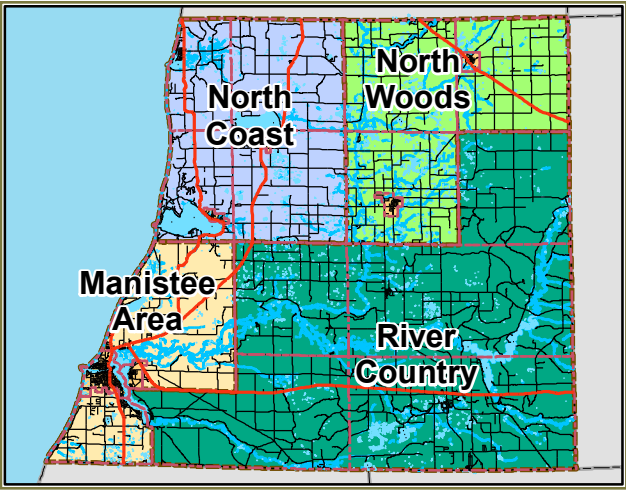 North
Woods
North
Coast
Manistee
Area
River
Country